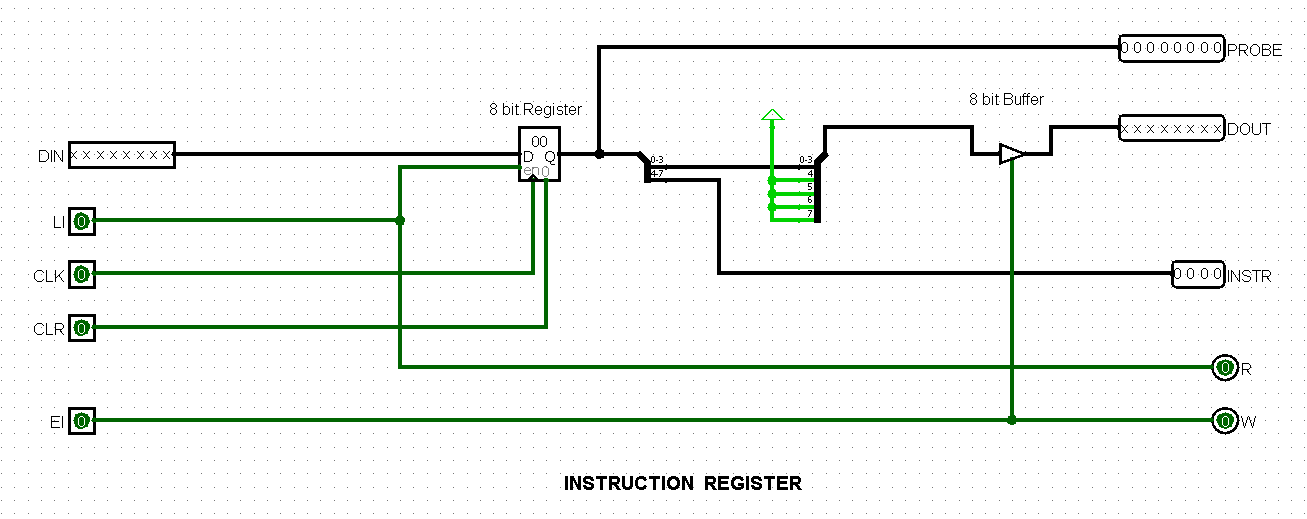 0 0 0 0 0 0 0 0 PROBE
8 bit Register
8 bit Buffer
x x x x x x x x DOUT
00
DIN x x x x x x x x
D Q
en 0
0-3
4-7
0-3
4
5
6
7
LI 0
CLK 0
0 0 0 0 INSTR
CLR 0
0 R
EI 0
0 W
INSTRUCTION REGISTER